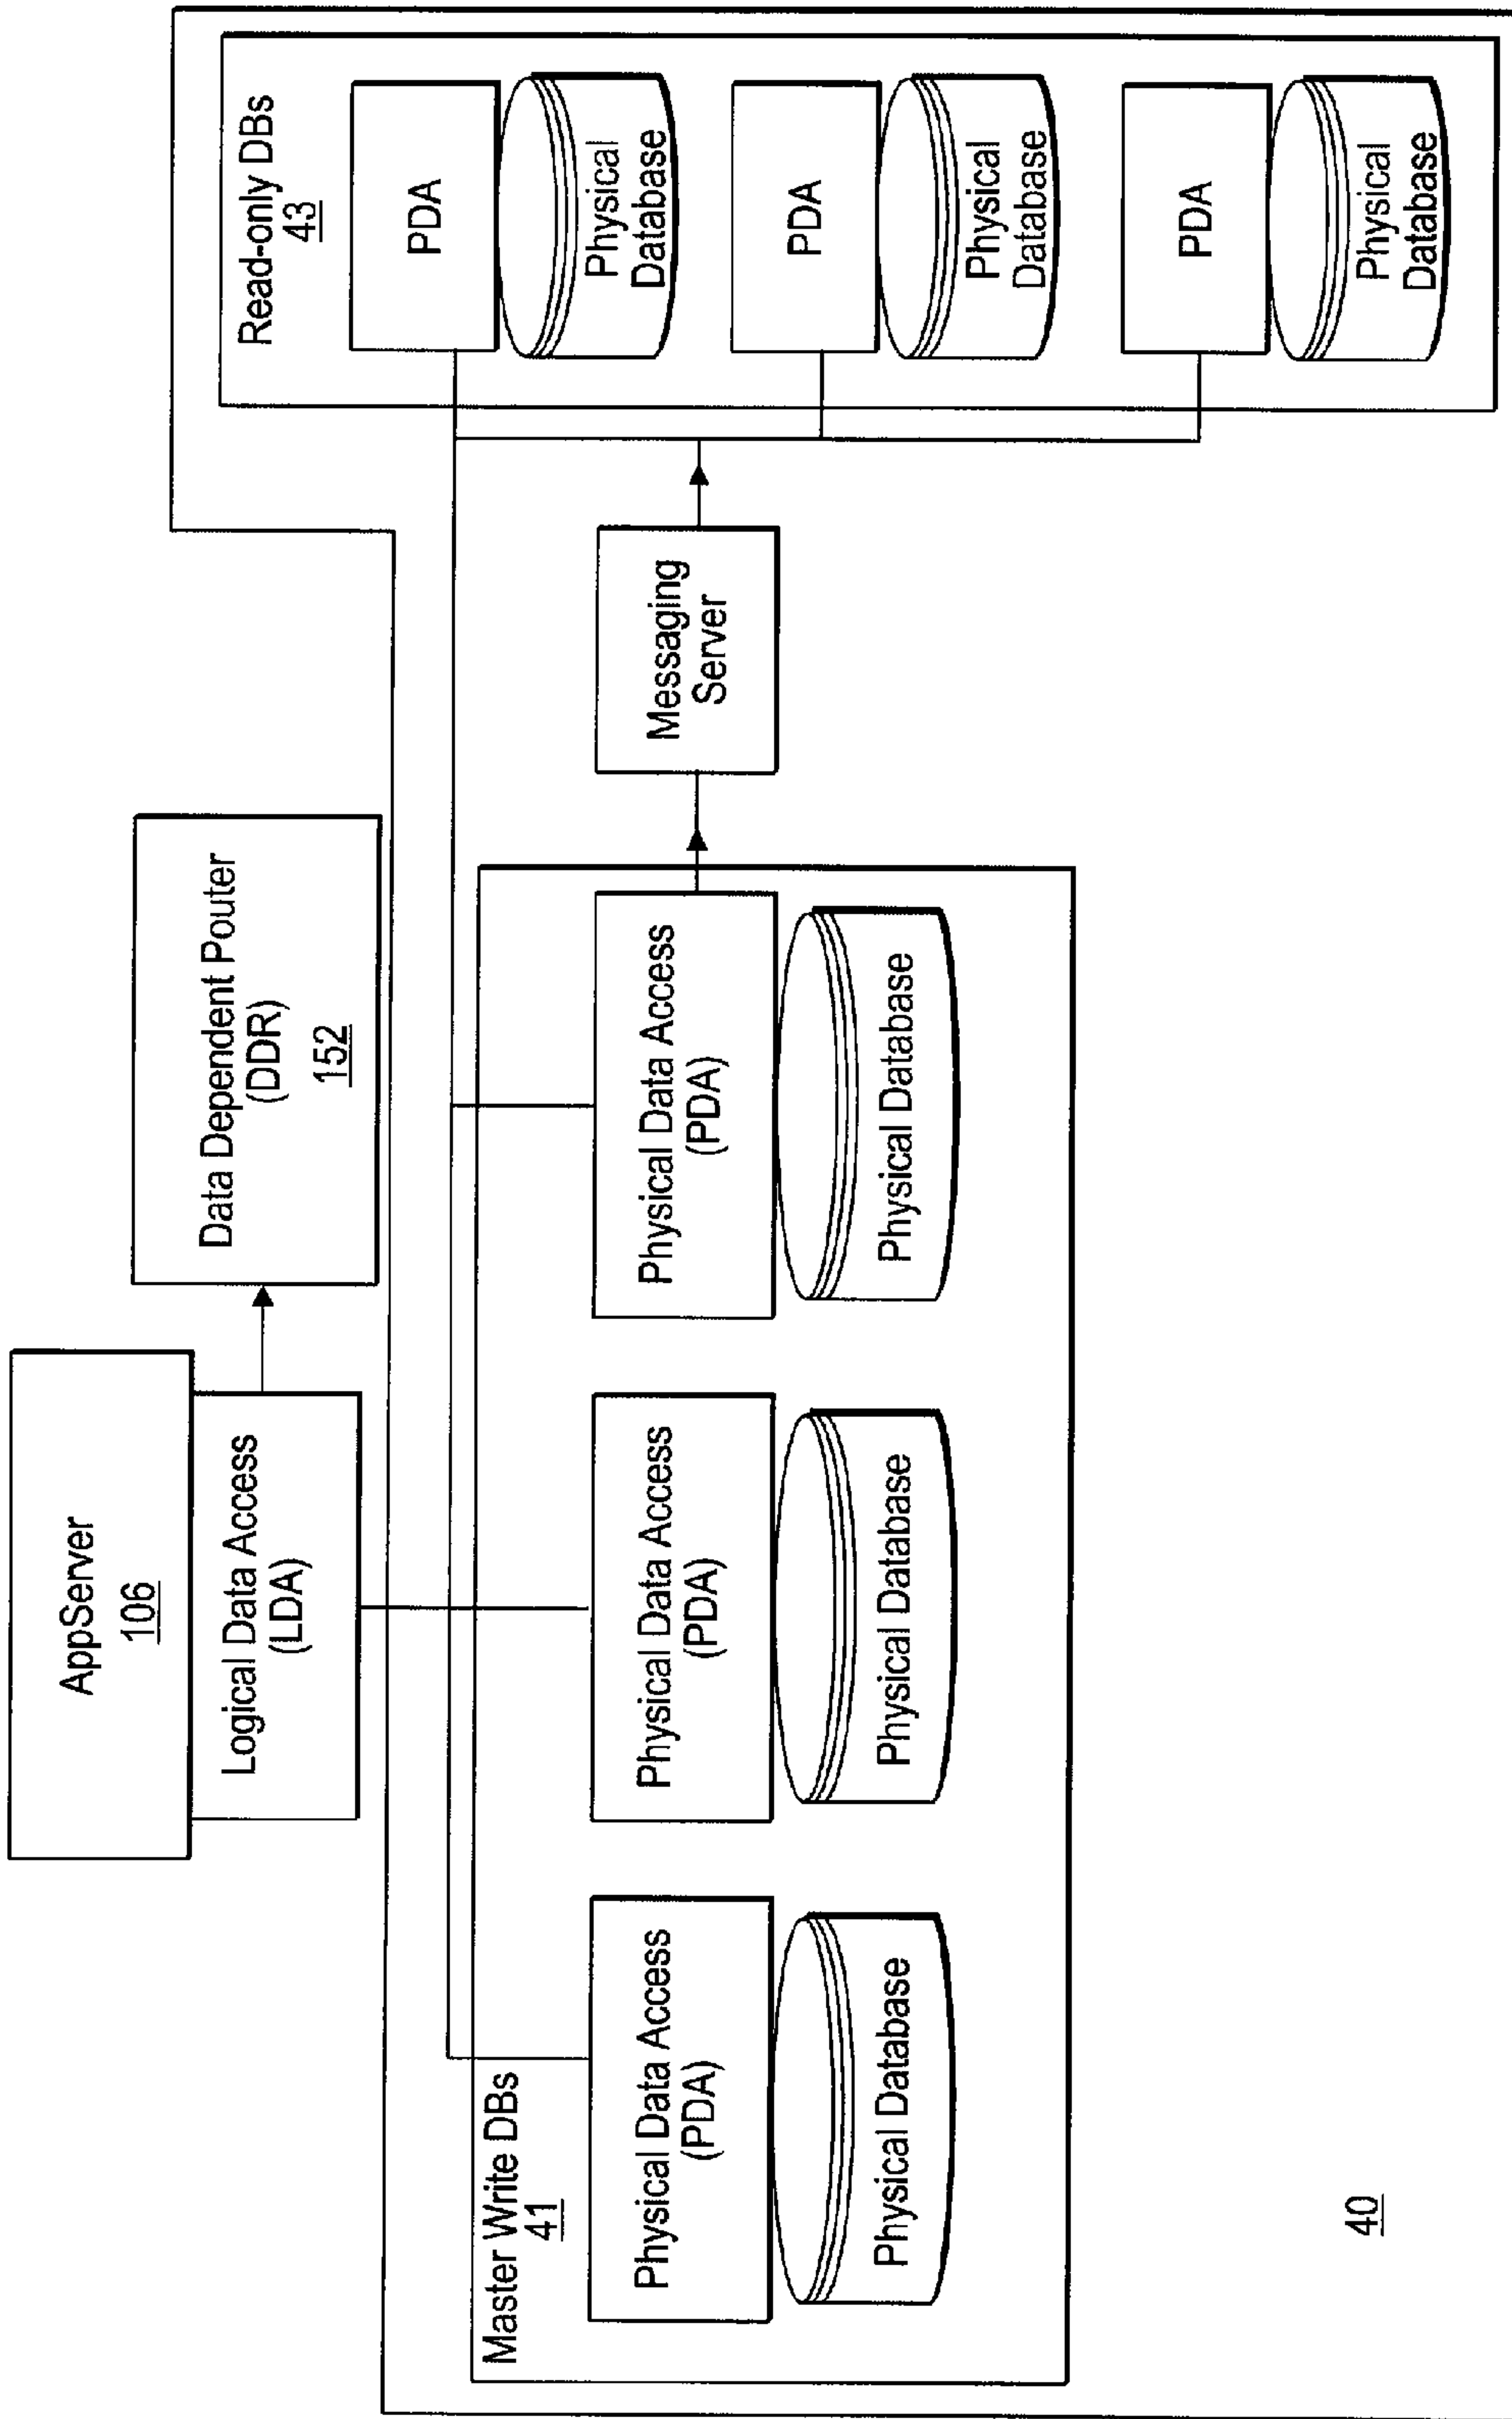 AppServer
106
Logical Data Access
(LDA)
Data Dependent Pouter
(DDR)
152
Master Write DBs
41
Physical Data Access
(PDA)
Physical Database
Physical Data Access
(PDA)
Physical Database
Physical Data Access
(PDA)
Physical Database
Messaging
Server
Read-only DBs
43
PDA
Physical
Database
PDA
Physical
Database
PDA
Physical
Database
40